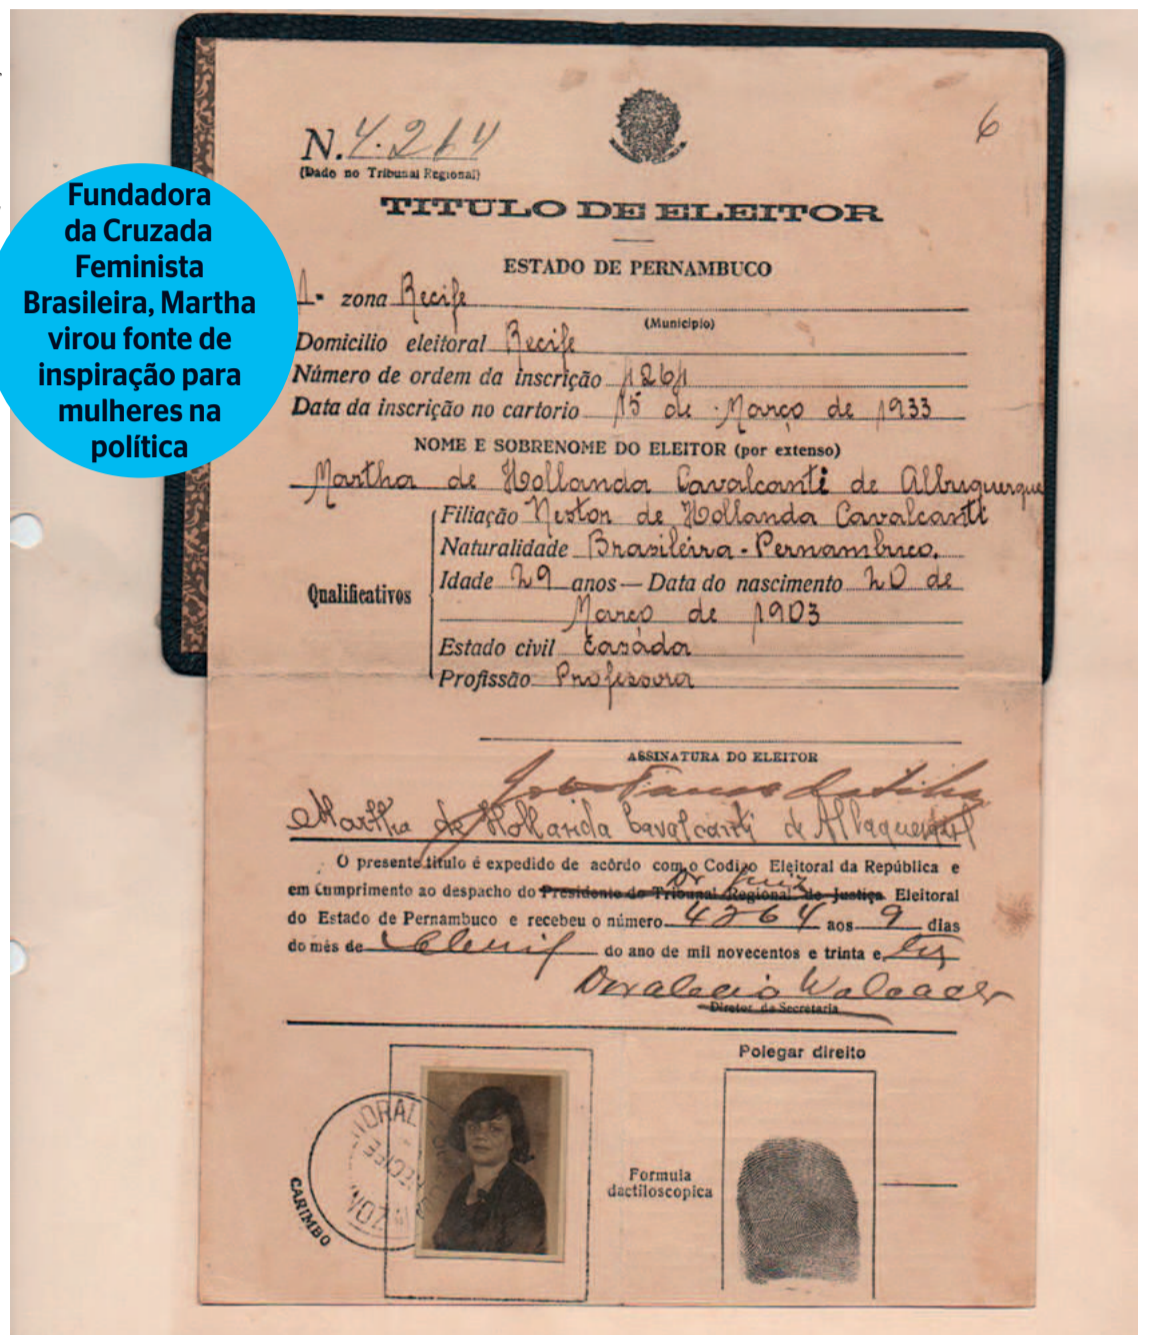 Fundadora
da Cruzada
Feminista
Brasileira, Martha
virou fonte de
inspiração para
mulheres na
política
N. 4.264
6
(Dado no Tribunal Regional)
TITULO DE ELEITOR
ESTADO DE PERNAMBUCO
1ª zona Recife
(Municipio)
Domicilio eleitoral Recife
Número de ordem da inscrição 1261
Data da inscrição no cartorio 15 de Março de 1933
NOME E SOBRENOME DO ELEITOR (por extenso)
Martha de Hollanda Cavalcanti de Albuquerque
Filiação Nestor de Hollanda Cavalcanti
Naturalidade Brasileira - Pernambuco.
Qualificativos
Idade 29 anos — Data do nascimento 20 de
Março de 1903
Estado civil Casáda
Profissão Professora
ASSINATURA DO ELEITOR
Martha de Hollanda Cavalcanti de Albuquerque
O presente titulo é expedido de acôrdo com o Codigo Eleitoral da República e
em cumprimento ao despacho do Presidente do Tribunal Regional de Justiça Eleitoral
Dr. Juiz
do Estado de Pernambuco e recebeu o número 4264 aos 9 dias
do mês de Abril do ano de mil novecentos e trinta e tres
Diretor da Secretaria
Polegar direito
CARIMBO
Formula
dactiloscopica